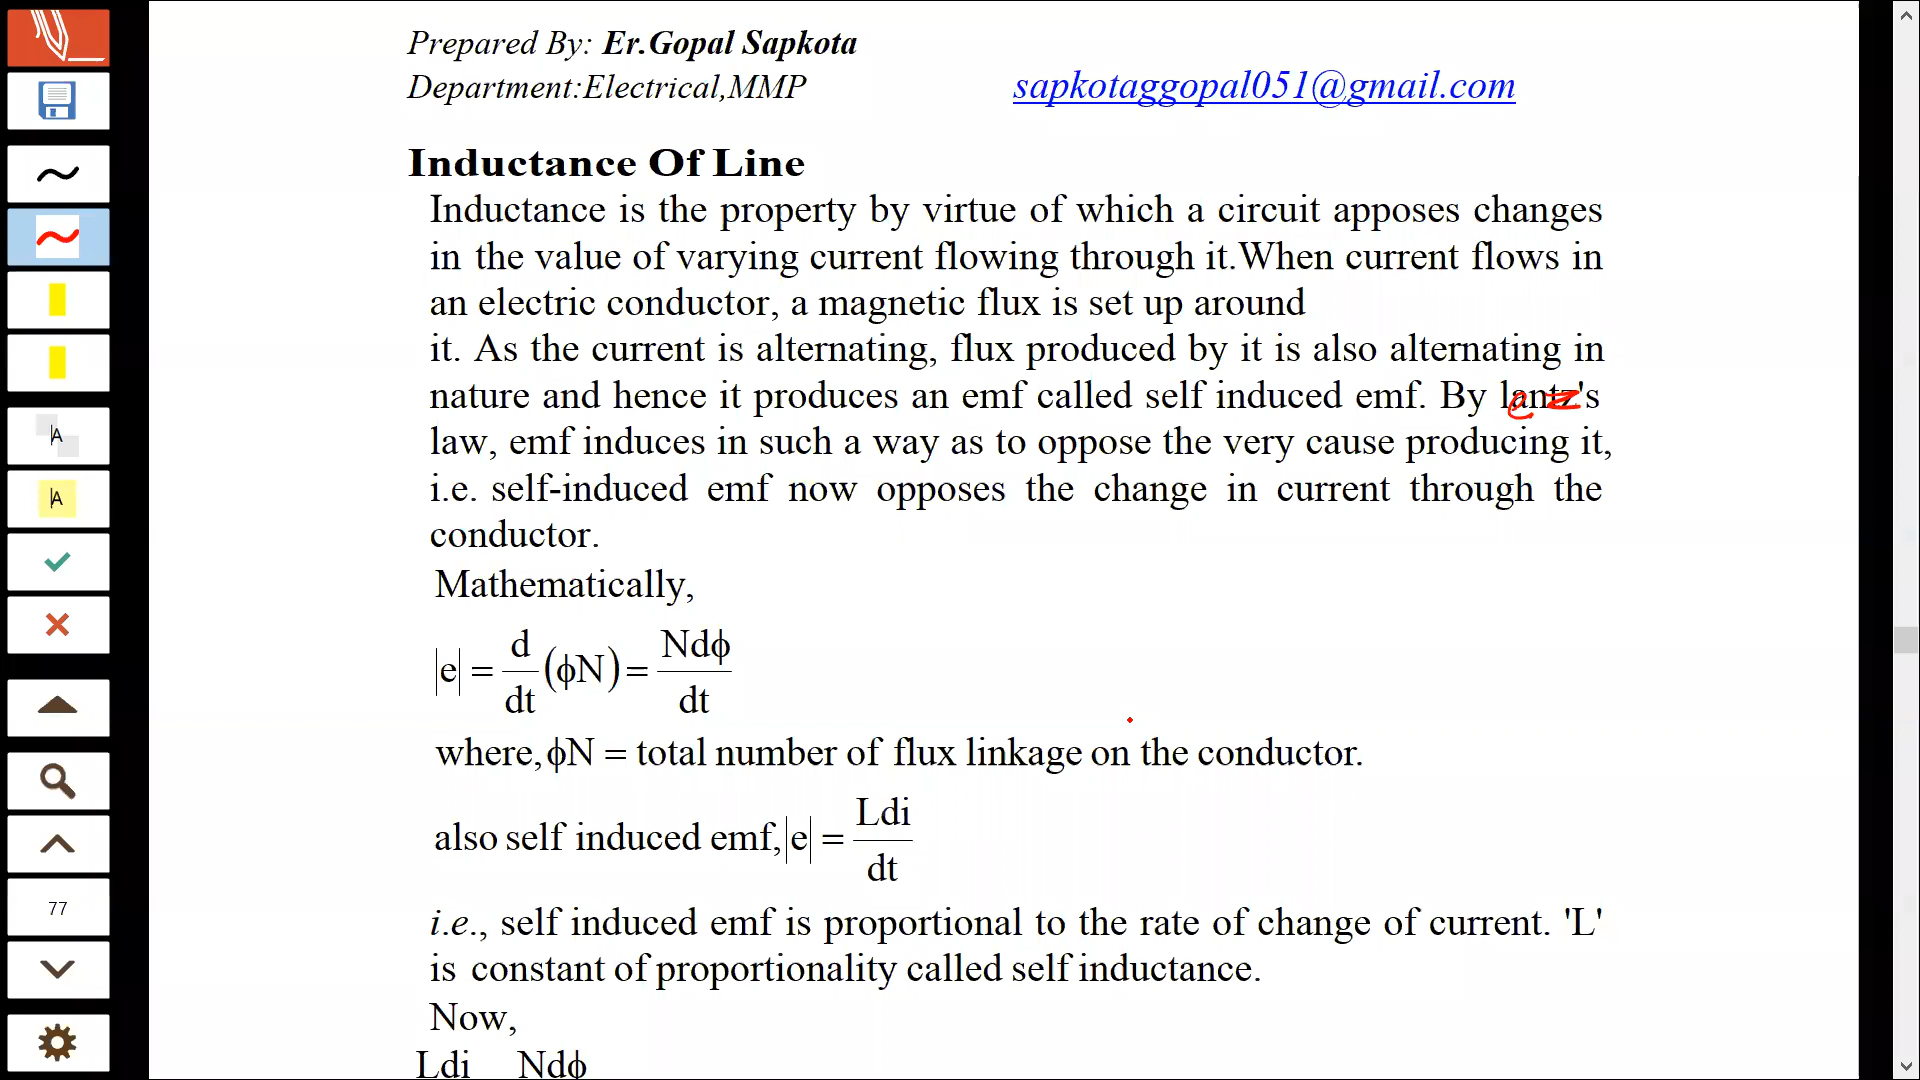 Prepared By: Er.Gopal Sapkota
Department:Electrical,MMP sapkotaggopal051@gmail.com
Inductance Of Line
Inductance is the property by virtue of which a circuit apposes changes
in the value of varying current flowing through it.When current flows in
an electric conductor, a magnetic flux is set up around
it. As the current is alternating, flux produced by it is also alternating in
nature and hence it produces an emf called self induced emf. By lantz's
law, emf induces in such a way as to oppose the very cause producing it,
i.e. self-induced emf now opposes the change in current through the
conductor.
Mathematically,
|e| = d/dt (ϕN) = Ndϕ/dt
where, ϕN = total number of flux linkage on the conductor.
also self induced emf, |e| = Ldi/dt
i.e., self induced emf is proportional to the rate of change of current. 'L'
is constant of proportionality called self inductance.
Now,
Ldi Ndϕ
A
A
77
e